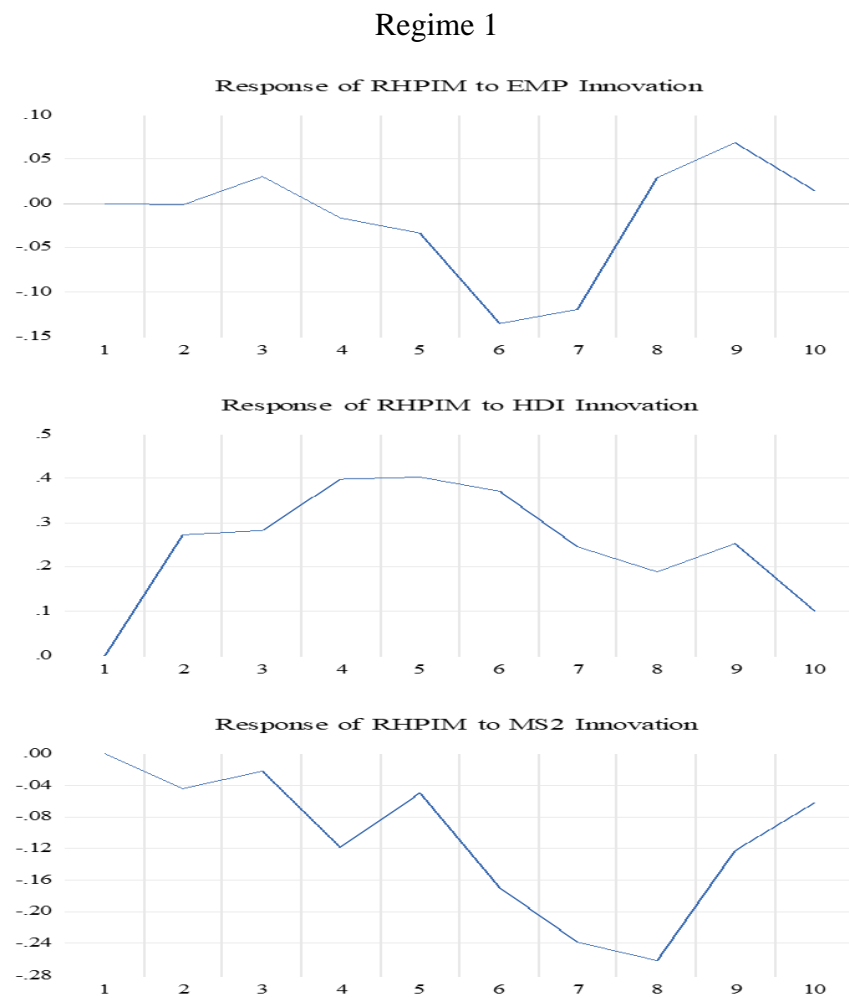 Regime 1
Response of RHPIM to EMP Innovation
.10
.05
.00
-.05
-.10
-.15
1 2 3 4 5 6 7 8 9 10
Response of RHPIM to HDI Innovation
.5
.4
.3
.2
.1
.0
1 2 3 4 5 6 7 8 9 10
Response of RHPIM to MS2 Innovation
.00
-.04
-.08
-.12
-.16
-.20
-.24
-.28
1 2 3 4 5 6 7 8 9 10